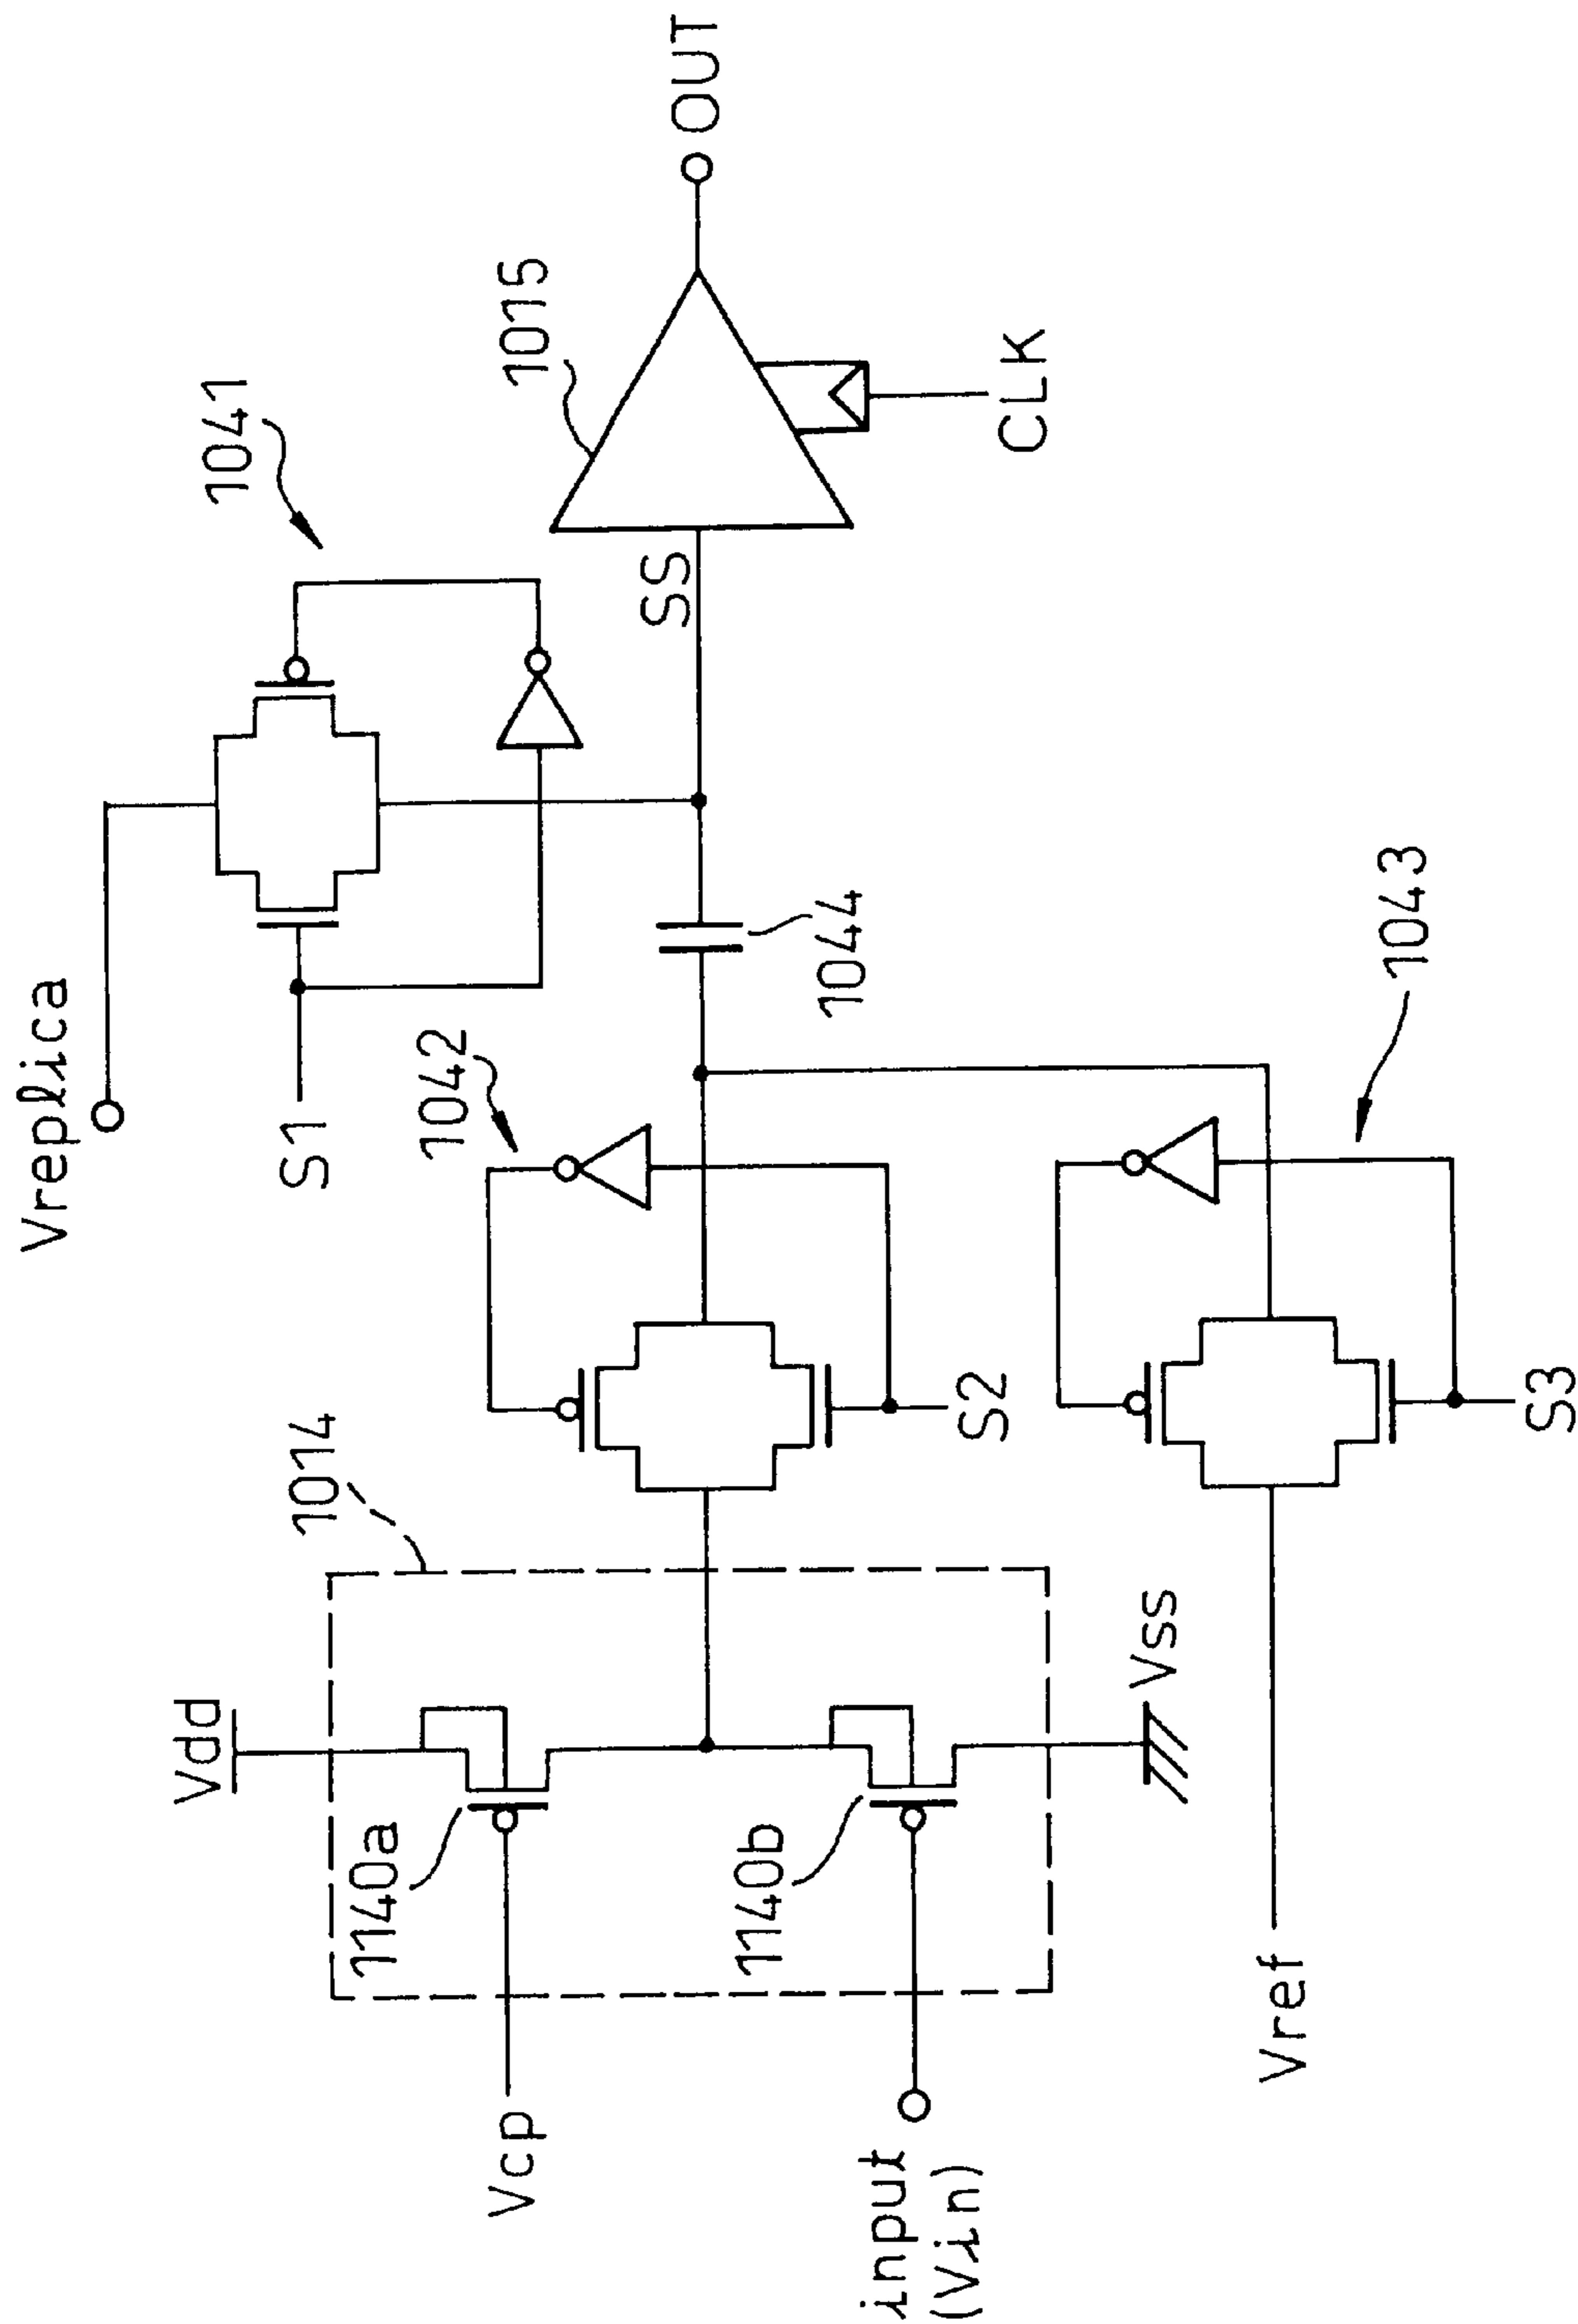 Vreplica
S1
1041
1015
OUT
SS
CLK
1044
1042
1043
S2
S3
1014
Vdd
Vss
1140a
1140b
Vcp
input
(Vin)
Vref